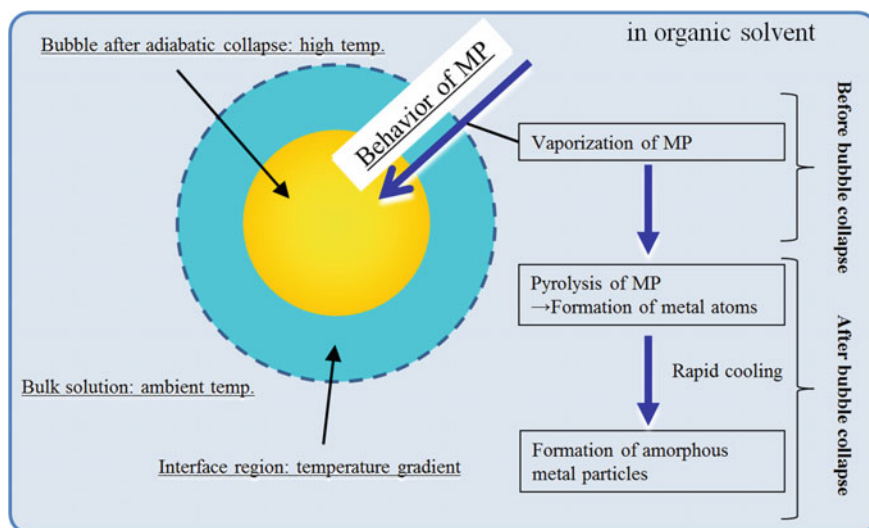 in organic solvent
Bubble after adiabatic collapse: high temp.
Behavior of MP
Vaporization of MP
Before bubble collapse
Pyrolysis of MP
→Formation of metal atoms
Rapid cooling
After bubble collapse
Bulk solution: ambient temp.
Formation of amorphous
metal particles
Interface region: temperature gradient